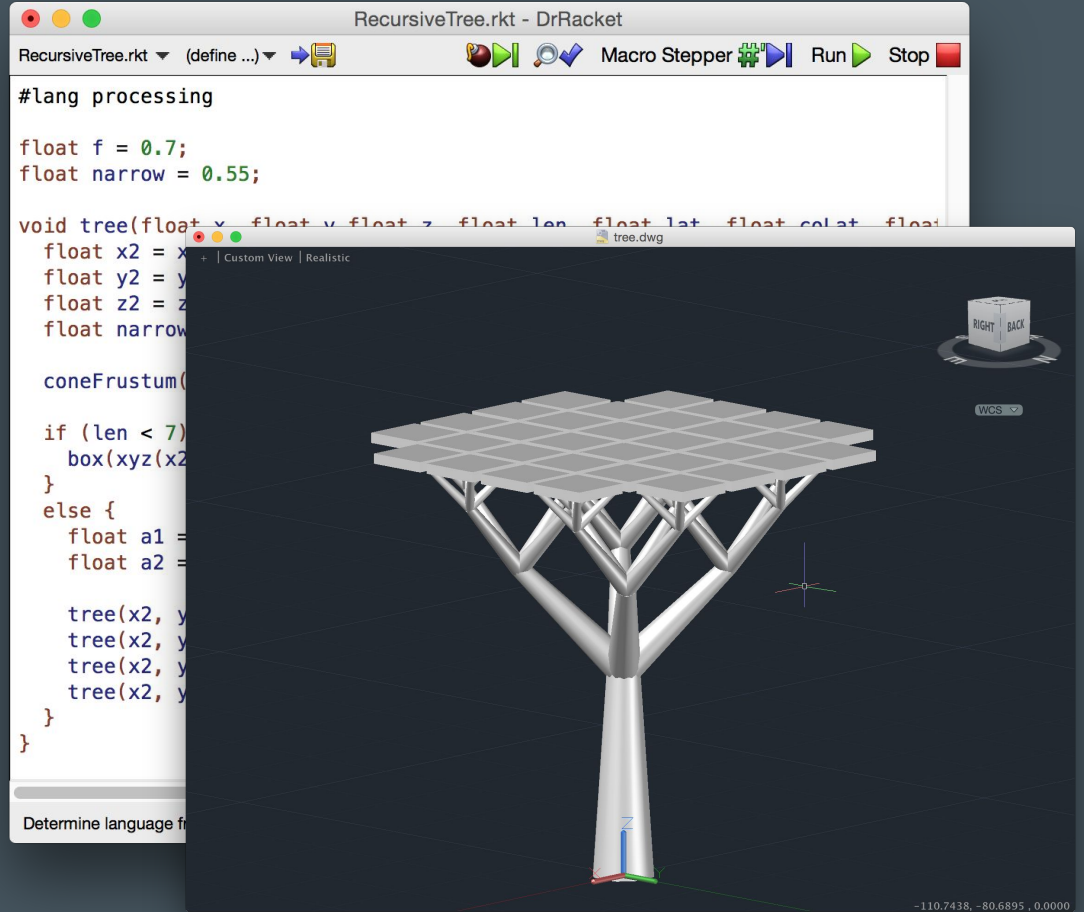 RecursiveTree.rkt - DrRacket
RecursiveTree.rkt (define ...) Macro Stepper Run Stop
#lang processing
float f = 0.7;
float narrow = 0.55;
void tree(float x, float y,float z, float len, float lat, float coLat, float
float x2 = x
float y2 = y
float z2 = z
float narrow
coneFrustum(
if (len < 7)
box(xyz(x2
}
else {
float a1 =
float a2 =
tree(x2, y
tree(x2, y
tree(x2, y
tree(x2, y
}
}
Determine language fr
tree.dwg
+ | Custom View | Realistic
RIGHT BACK
E N
WCS
Z
X Y
-110.7438, -80.6895 , 0.0000